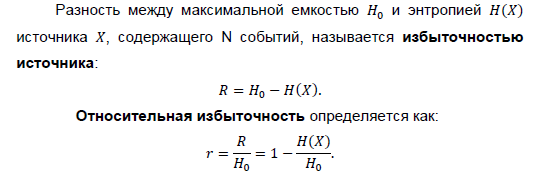 Разность между максимальной емкостью H₀ и энтропией H(X)
источника X, содержащего N событий, называется избыточностью
источника:
R = H₀ − H(X).
Относительная избыточность определяется как:
r = R/H₀ = 1 − H(X)/H₀.